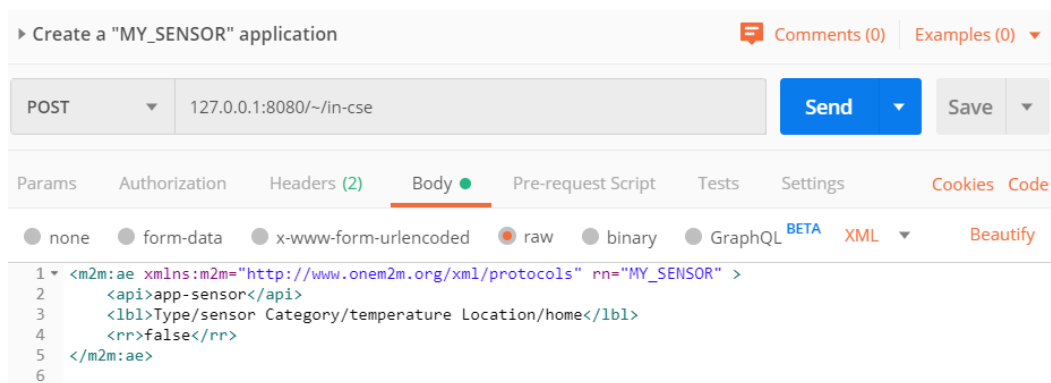 Create a "MY_SENSOR" application Comments (0) Examples (0)
POST 127.0.0.1:8080/~/in-cse Send Save
Params Authorization Headers (2) Body Pre-request Script Tests Settings Cookies Code
none form-data x-www-form-urlencoded raw binary GraphQL BETA XML Beautify
1 <m2m:ae xmlns:m2m="http://www.onem2m.org/xml/protocols" rn="MY_SENSOR" >
2 <api>app-sensor</api>
3 <lbl>Type/sensor Category/temperature Location/home</lbl>
4 <rr>false</rr>
5 </m2m:ae>
6